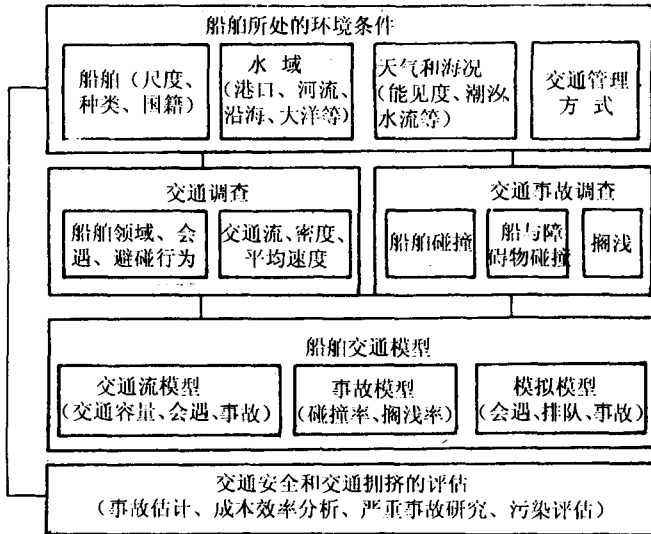 船舶所处的环境条件
船舶（尺度、
种类、国籍）
水 域
（港口、河流、
沿海、大洋等）
天气和海况
（能见度、潮汐、
水流等）
交通管理
方 式
交通调查
船舶领域、会
遇、避碰行为
交通流、密度、
平均速度
交通事故调查
船舶碰撞
船与障
碍物碰撞
搁浅
船舶交通模型
交通流模型
（交通容量、会遇、事故）
事故模型
（碰撞率、搁浅率）
模拟模型
（会遇、排队、事故）
交通安全和交通拥挤的评估
（事故估计、成本效率分析、严重事故研究、污染评估）